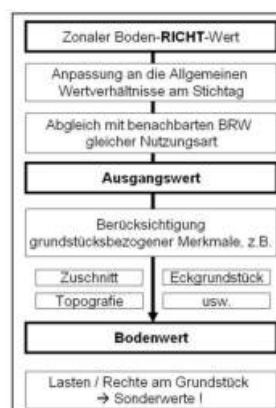 Zonaler Boden-RICHT-Wert
Anpassung an die Allgemeinen
Wertverhältnisse am Stichtag
Abgleich mit benachbarten BRW
gleicher Nutzungsart
Ausgangswert
Berücksichtigung
grundstücksbezogener Merkmale, z.B.
Zuschnitt
Eckgrundstück
Topografie
usw.
Bodenwert
Lasten / Rechte am Grundstück
→ Sonderwerte !